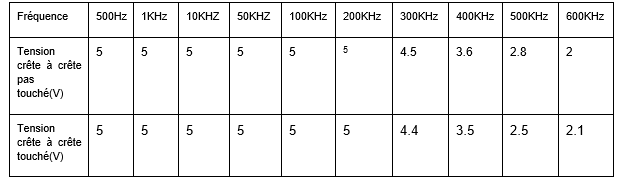 Fréquence 500Hz 1KHz 10KHZ 50KHZ 100KHz 200KHz 300KHz 400KHz 500KHz 600KHz
Tension
crête à crête
pas
touché(V) 5 5 5 5 5 5 4.5 3.6 2.8 2
Tension
crête à crête
touché(V) 5 5 5 5 5 5 4.4 3.5 2.5 2.1